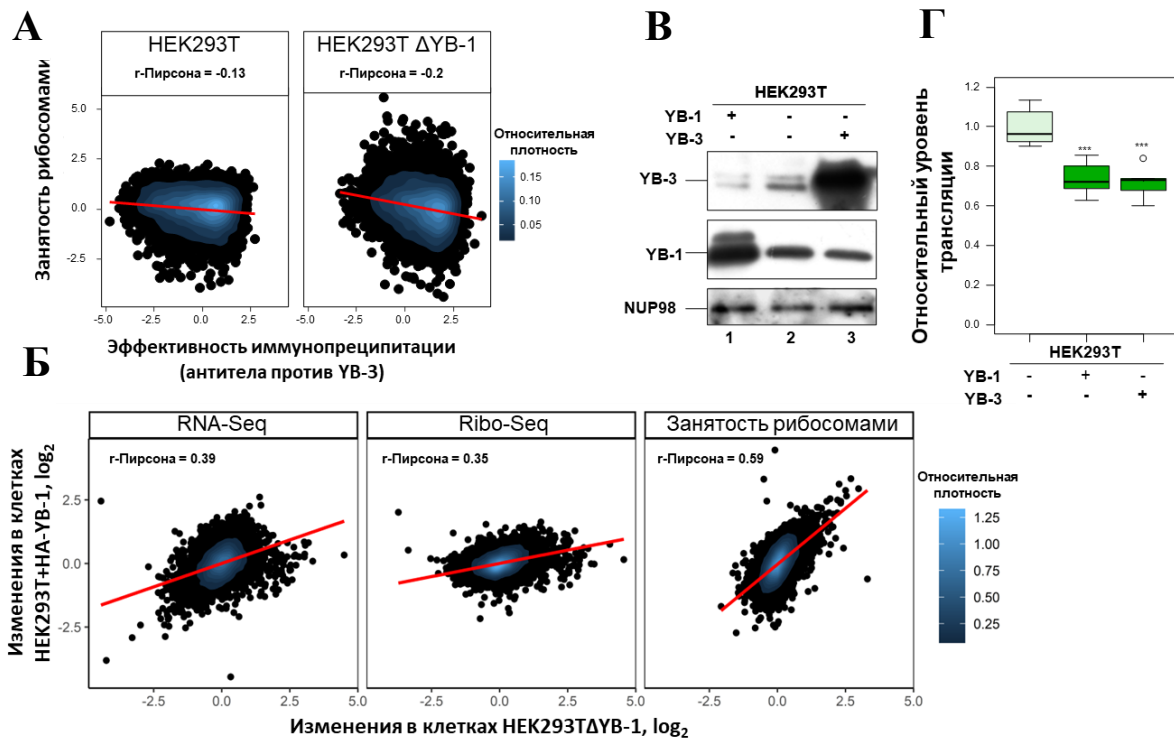 А
HEK293T
r-Пирсона = -0.13
HEK293T ΔYB-1
r-Пирсона = -0.2
Занятость рибосомами
5.0
2.5
0.0
-2.5
-5.0 -2.5 0.0 2.5
-5.0 -2.5 0.0 2.5
Относительная
плотность
0.15
0.10
0.05
Эффективность иммунопреципитации
(антитела против YB-3)
В
HEK293T
YB-1 + - -
YB-3 - - +
YB-3
YB-1
NUP98
1 2 3
Г
Относительный уровень
трансляции
1.2
1.0
0.8
0.6
0.4
0.2
0.0
***
***
HEK293T
YB-1 - + -
YB-3 - - +
Б
RNA-Seq
r-Пирсона = 0.39
Ribo-Seq
r-Пирсона = 0.35
Занятость рибосомами
r-Пирсона = 0.59
Изменения в клетках
HEK293T+HA-YB-1, log2
2.5
0.0
-2.5
-2.5 0.0 2.5 5.0
-2.5 0.0 2.5 5.0
-2.5 0.0 2.5 5.0
Изменения в клетках HEK293TΔYB-1, log2
Относительная
плотность
1.25
1.00
0.75
0.50
0.25